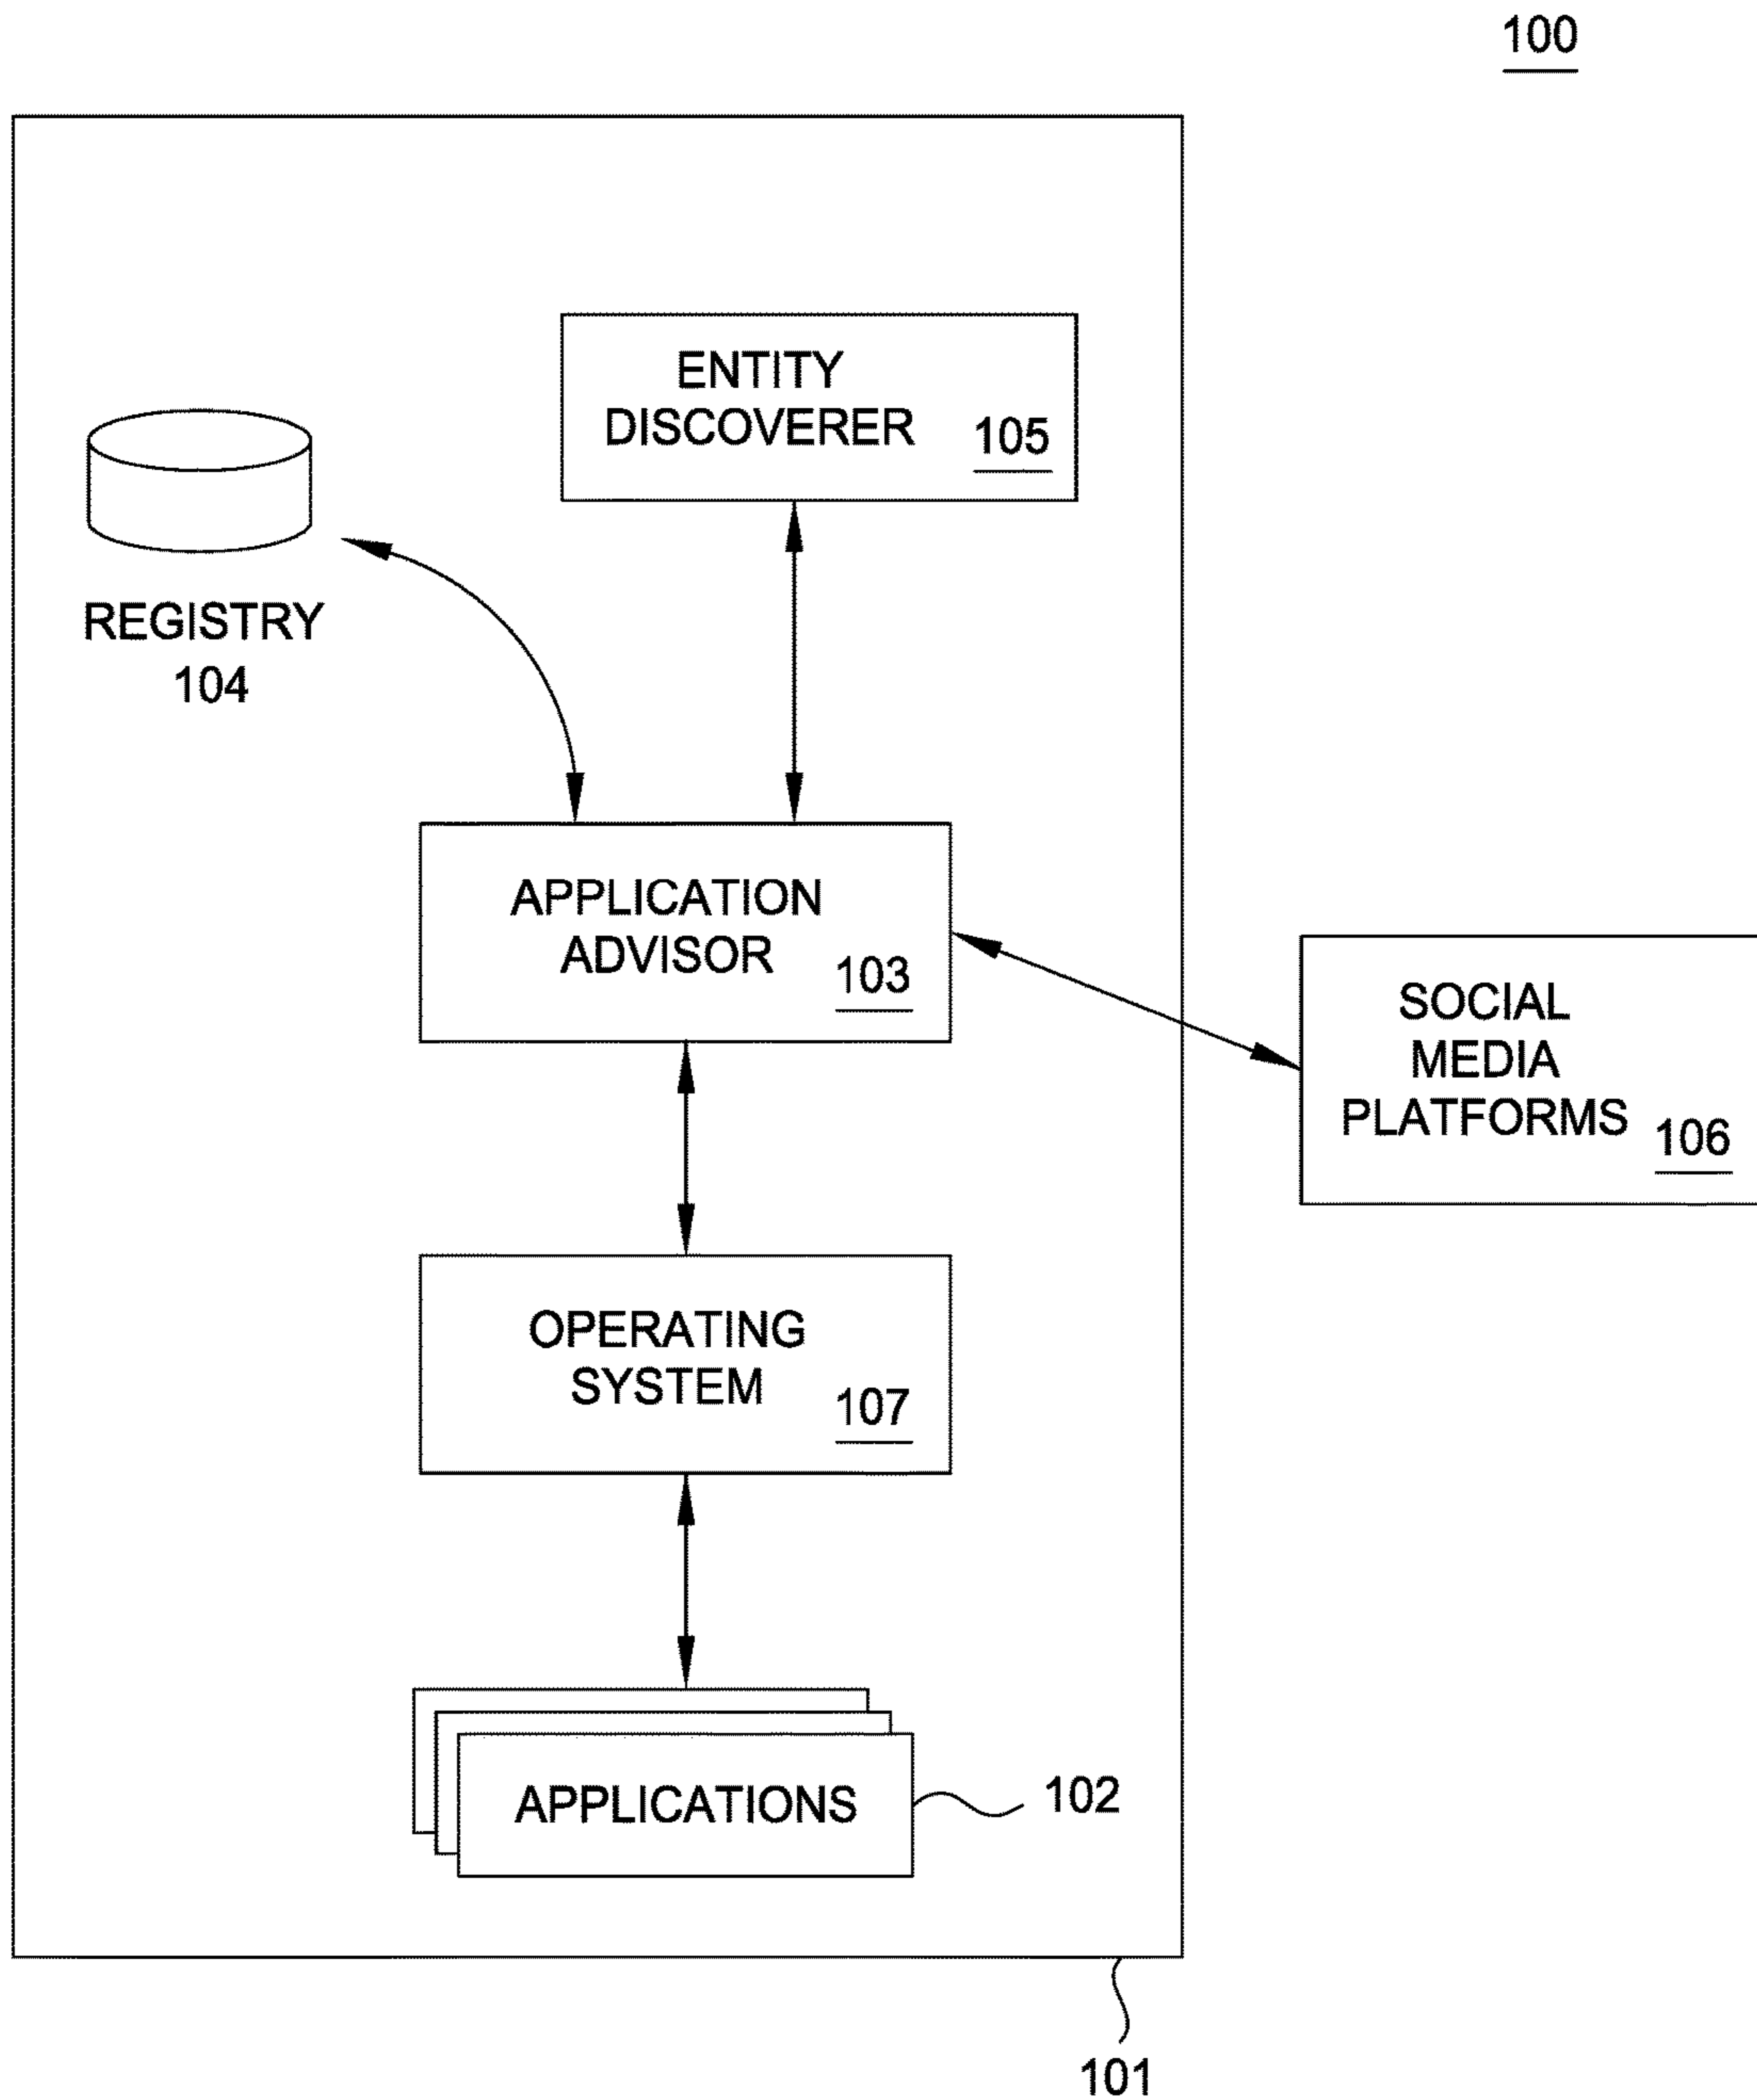 100
ENTITY
DISCOVERER
105
REGISTRY
104
APPLICATION
ADVISOR
103
SOCIAL
MEDIA
PLATFORMS
106
OPERATING
SYSTEM
107
APPLICATIONS
102
101